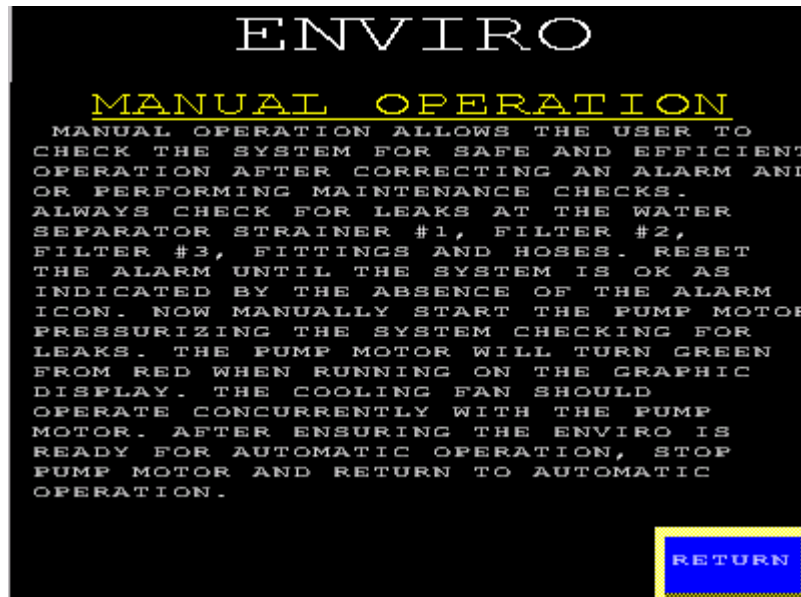 ENVIRO
MANUAL OPERATION
MANUAL OPERATION ALLOWS THE USER TO
CHECK THE SYSTEM FOR SAFE AND EFFICIENT
OPERATION AFTER CORRECTING AN ALARM AND
OR PERFORMING MAINTENANCE CHECKS.
ALWAYS CHECK FOR LEAKS AT THE WATER
SEPARATOR STRAINER #1, FILTER #2,
FILTER #3, FITTINGS AND HOSES. RESET
THE ALARM UNTIL THE SYSTEM IS OK AS
INDICATED BY THE ABSENCE OF THE ALARM
ICON. NOW MANUALLY START THE PUMP MOTOR
PRESSURIZING THE SYSTEM CHECKING FOR
LEAKS. THE PUMP MOTOR WILL TURN GREEN
FROM RED WHEN RUNNING ON THE GRAPHIC
DISPLAY. THE COOLING FAN SHOULD
OPERATE CONCURRENTLY WITH THE PUMP
MOTOR. AFTER ENSURING THE ENVIRO IS
READY FOR AUTOMATIC OPERATION, STOP
PUMP MOTOR AND RETURN TO AUTOMATIC
OPERATION.
RETURN